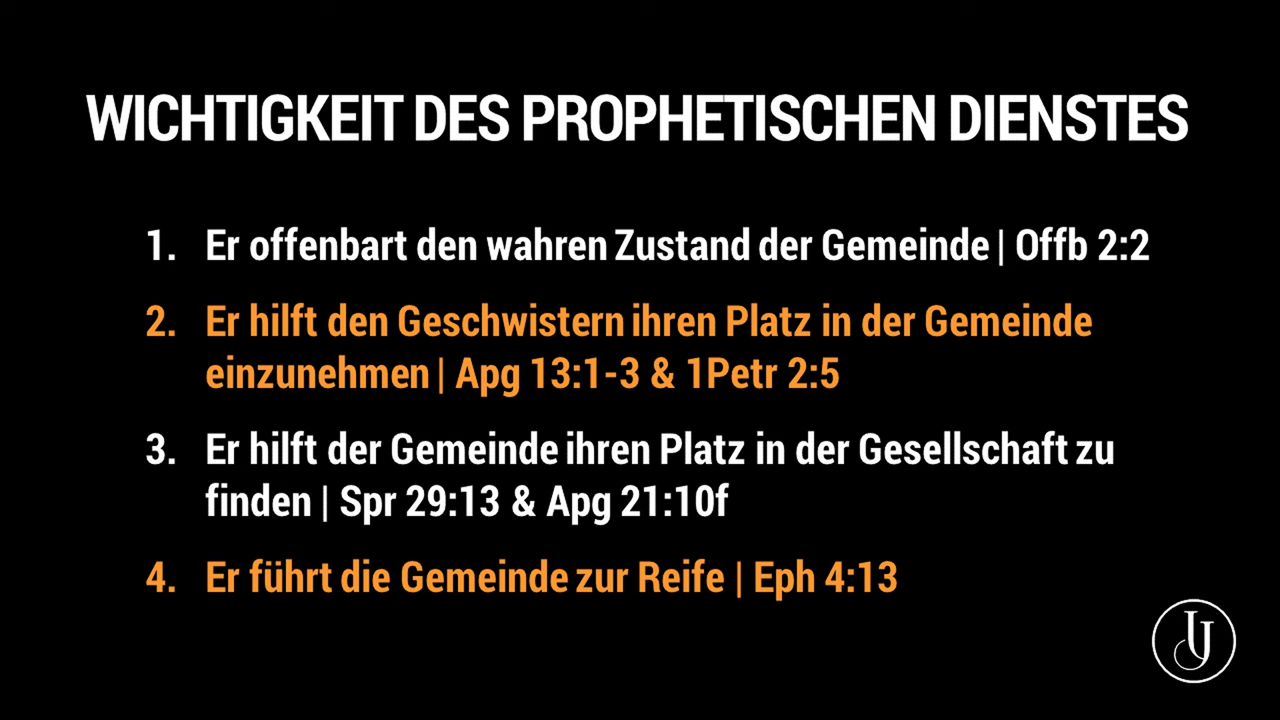 WICHTIGKEIT DES PROPHETISCHEN DIENSTES
1. Er offenbart den wahren Zustand der Gemeinde | Offb 2:2
2. Er hilft den Geschwistern ihren Platz in der Gemeinde
einzunehmen | Apg 13:1-3 & 1Petr 2:5
3. Er hilft der Gemeinde ihren Platz in der Gesellschaft zu
finden | Spr 29:13 & Apg 21:10f
4. Er führt die Gemeinde zur Reife | Eph 4:13